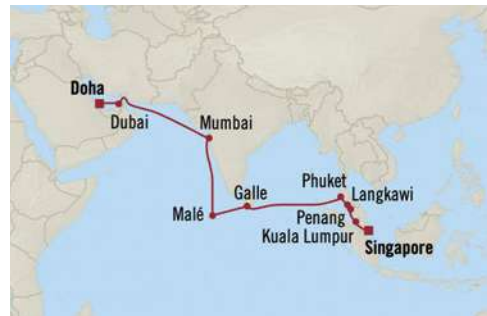 Doha
Dubai
Mumbai
Malé
Galle
Phuket
Langkawi
Penang
Kuala Lumpur
Singapore